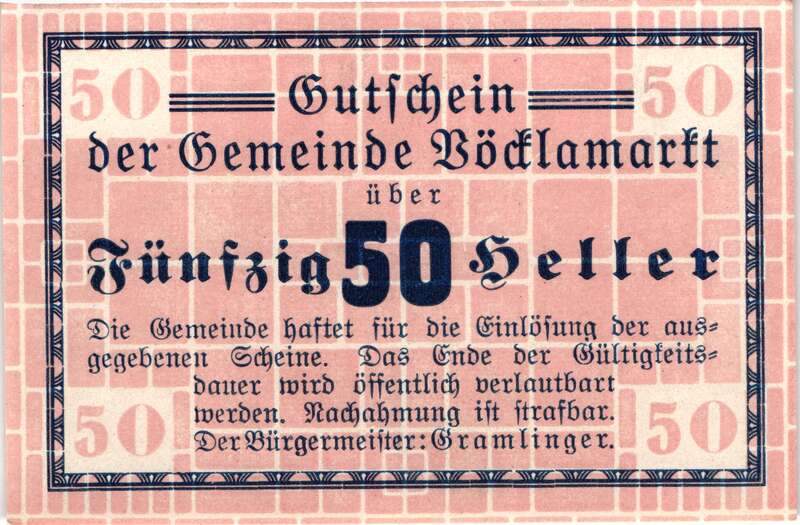 50 Gutschein 50
der Gemeinde Vöcklamarkt
über
Fünfzig 50 Heller
Die Gemeinde haftet für die Einlösung der aus-
gegebenen Scheine. Das Ende der Gültigkeits-
dauer wird öffentlich verlautbart
werden. Nachahmung ist strafbar.
50 Der Bürgermeister: Gramlinger. 50